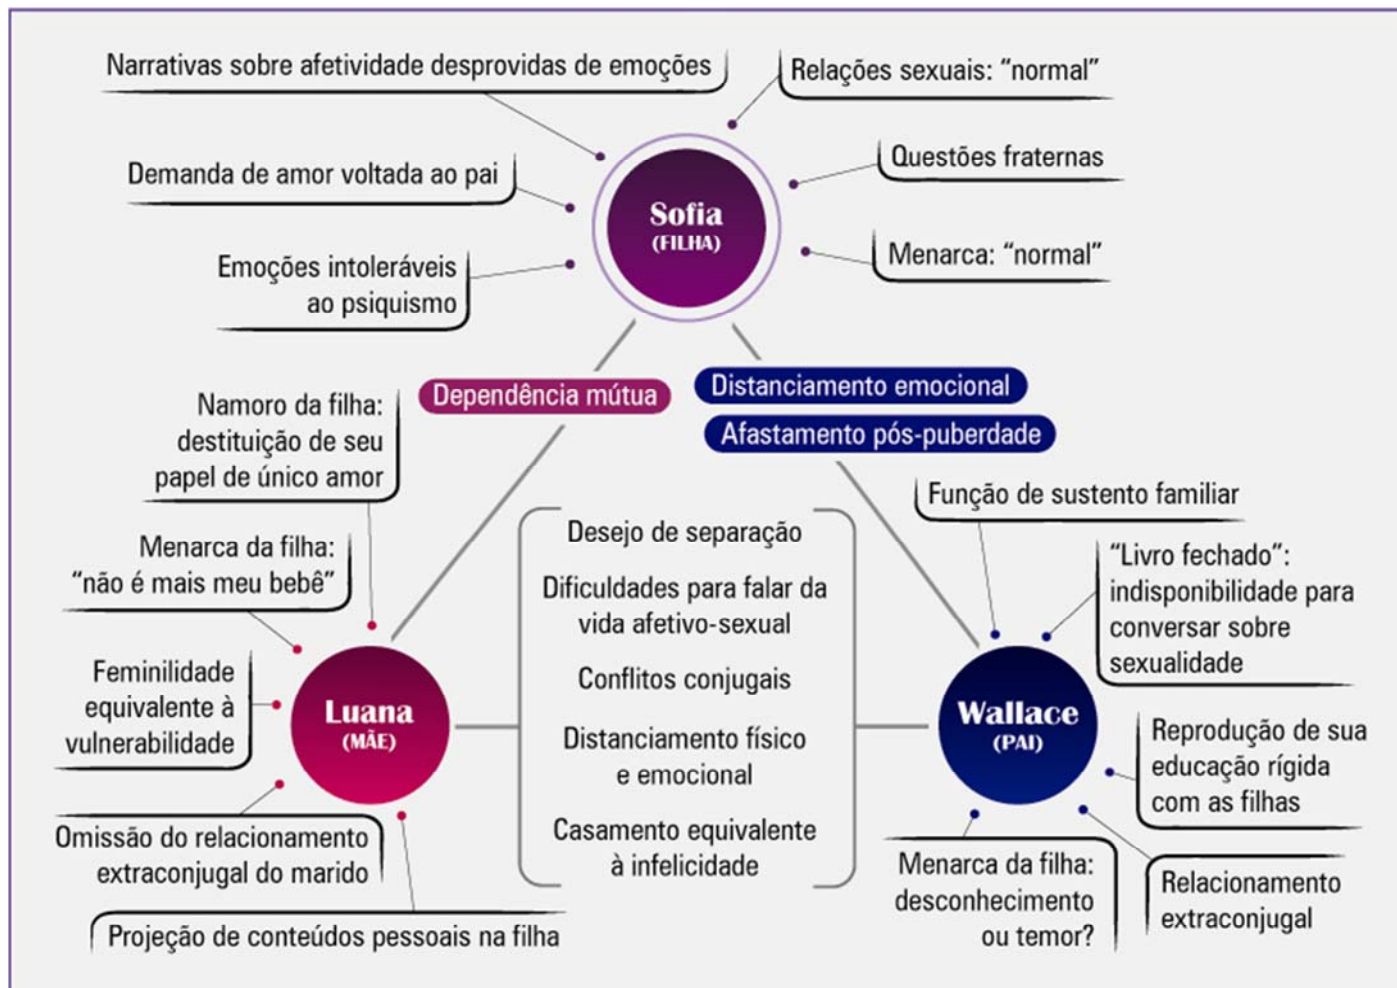 Narrativas sobre afetividade desprovidas de emoções
Relações sexuais: “normal”
Demanda de amor voltada ao pai
Questões fraternas
Sofia
(FILHA)
Emoções intoleráveis
ao psiquismo
Menarca: “normal”
Dependência mútua
Distanciamento emocional
Afastamento pós-puberdade
Namoro da filha:
destituição de seu
papel de único amor
Menarca da filha:
“não é mais meu bebê”
Feminilidade
equivalente à
vulnerabilidade
Luana
(MÃE)
Omissão do relacionamento
extraconjugal do marido
Projeção de conteúdos pessoais na filha
Desejo de separação
Dificuldades para falar da
vida afetivo-sexual
Conflitos conjugais
Distanciamento físico
e emocional
Casamento equivalente
à infelicidade
Função de sustento familiar
“Livro fechado”:
indisponibilidade para
conversar sobre
sexualidade
Wallace
(PAI)
Reprodução de sua
educação rígida
com as filhas
Menarca da filha:
desconhecimento
ou temor?
Relacionamento
extraconjugal